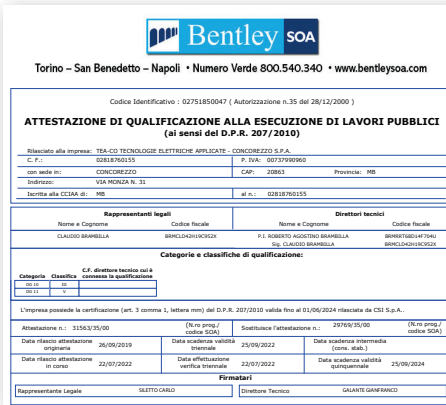 Bentley SOA
Torino – San Benedetto – Napoli • Numero Verde 800.540.340 • www.bentleysoa.com
Codice Identificativo : 02751850047 ( Autorizzazione n.35 del 28/12/2000 )
ATTESTAZIONE DI QUALIFICAZIONE ALLA ESECUZIONE DI LAVORI PUBBLICI
(ai sensi del D.P.R. 207/2010)
Rilasciato alla impresa: TEA-CO TECNOLOGIE ELETTRICHE APPLICATE - CONCOREZZO S.P.A.
C. F.: 02818760155 P. IVA: 00737990960
con sede in: CONCOREZZO CAP: 20863 Provincia: MB
Indirizzo: VIA MONZA N. 31
Iscritta alla CCIAA di: MB al n.: 02818760155
Rappresentanti legali Direttori tecnici
Nome e Cognome Codice fiscale Nome e Cognome Codice fiscale
CLAUDIO BRAMBILLA BRMCLD42H19C952X P.I. ROBERTO AGOSTINO BRAMBILLA BRMRRT68D14F704U
Sig. CLAUDIO BRAMBILLA BRMCLD42H19C952X
Categorie e classifiche di qualificazione:
Categoria Classifica C.F. direttore tecnico cui è connessa la qualificazione
OG 10 III
OG 11 V
L'impresa possiede la certificazione (art. 3 comma 1, lettera mm) del D.P.R. 207/2010 valida fino al 01/06/2024 rilasciata da CSI S.p.A..
Attestazione n.: 31563/35/00 (N.ro prog./ codice SOA) Sostituisce l'attestazione n.: 29769/35/00 (N.ro prog./ codice SOA)
Data rilascio attestazione originaria 26/09/2019 Data scadenza validità triennale 25/09/2022 Data scadenza intermedia (cons. stab.)
Data rilascio attestazione in corso 22/07/2022 Data effettuazione verifica triennale 22/07/2022 Data scadenza validità quinquennale 25/09/2024
Firmatari
Rappresentante Legale SILETTO CARLO Direttore Tecnico GALANTE GIANFRANCO